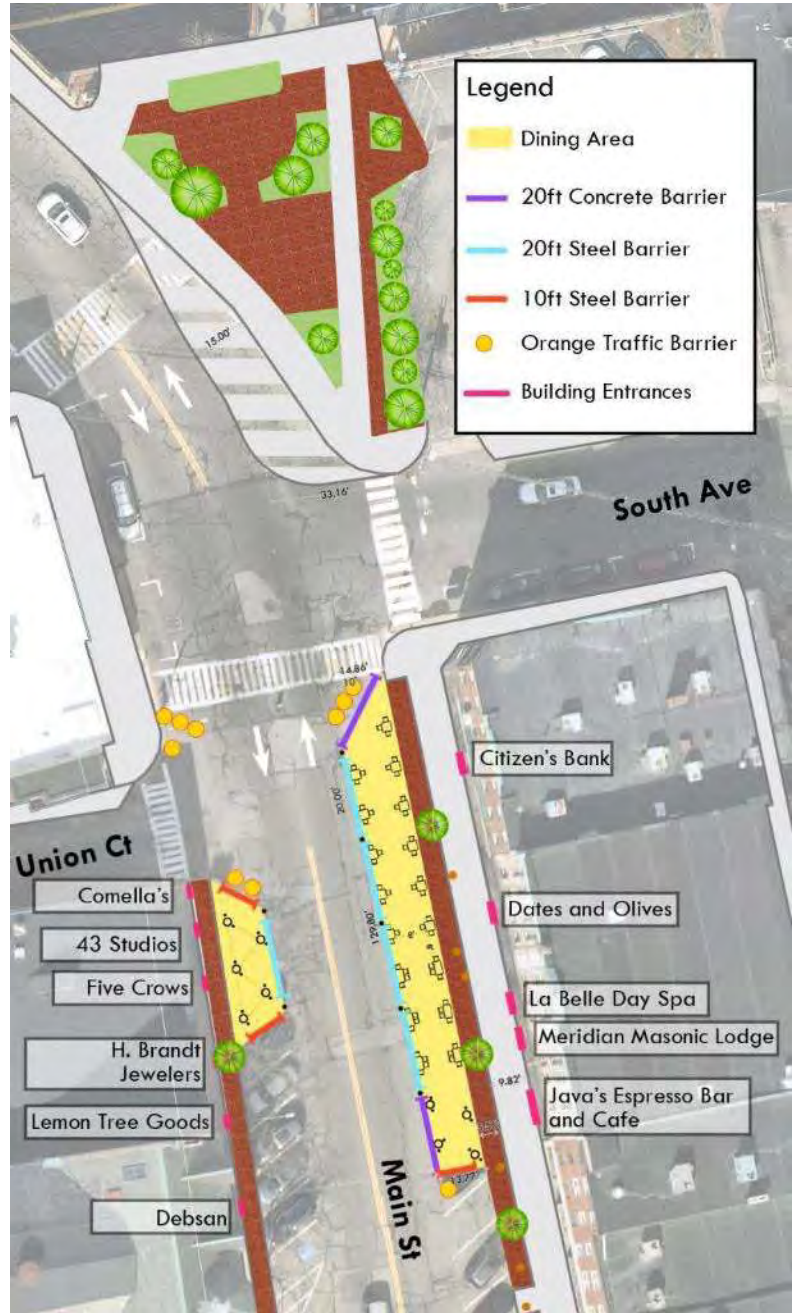 Legend
Dining Area
20ft Concrete Barrier
20ft Steel Barrier
10ft Steel Barrier
Orange Traffic Barrier
Building Entrances
15.00'
33.16'
South Ave
14.86'
10'
20.00'
129.80'
Citizen's Bank
Union Ct
Comella's
43 Studios
Five Crows
H. Brandt
Jewelers
Lemon Tree Goods
Debsan
Dates and Olives
La Belle Day Spa
Meridian Masonic Lodge
9.82'
Java's Espresso Bar
and Cafe
Main St